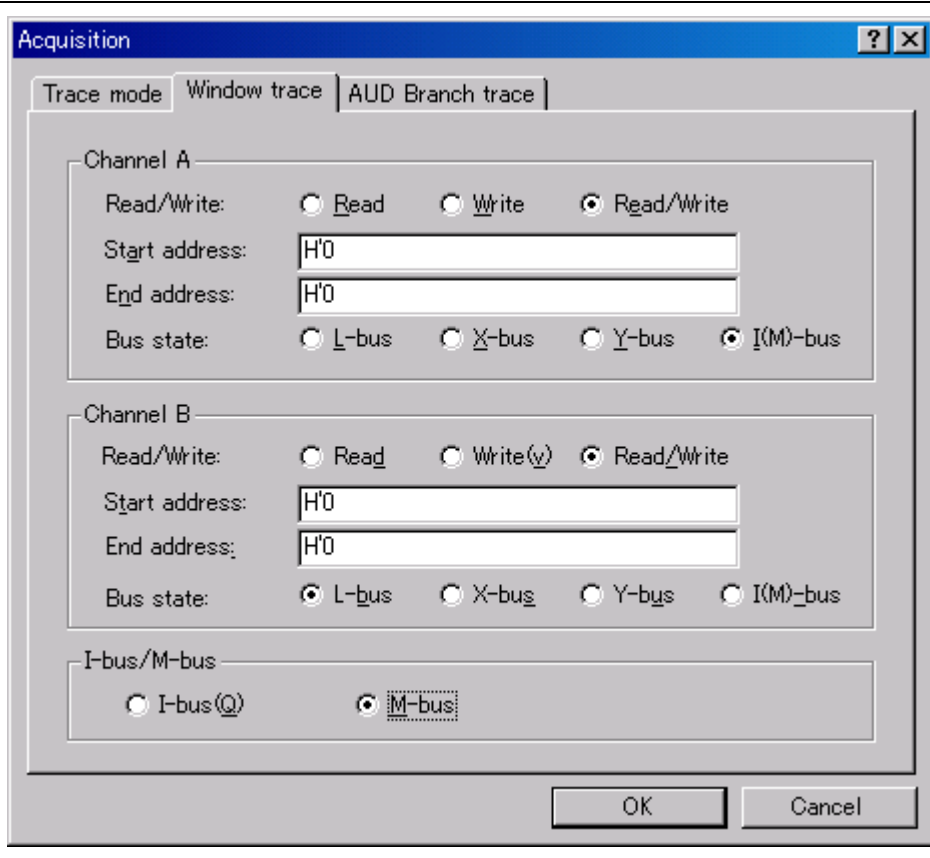 Acquisition
Trace mode Window trace AUD Branch trace
Channel A
Read/Write: Read Write Read/Write
Start address: H'0
End address: H'0
Bus state: L-bus X-bus Y-bus I(M)-bus
Channel B
Read/Write: Read Write(v) Read/Write
Start address: H'0
End address: H'0
Bus state: L-bus X-bus Y-bus I(M)-bus
I-bus/M-bus
I-bus(Q) M-bus
OK Cancel